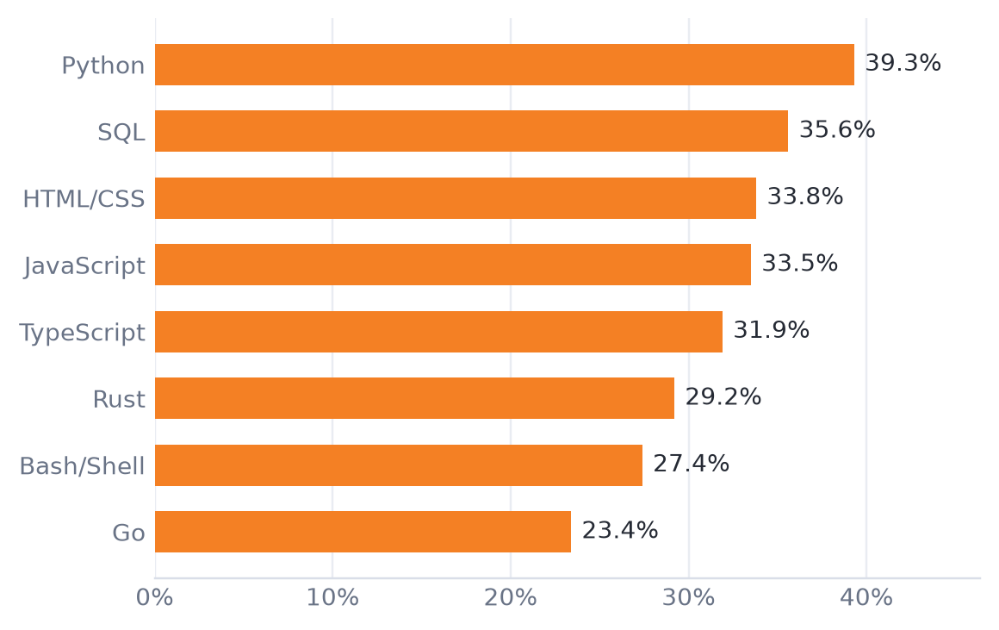 Python 39.3%
SQL 35.6%
HTML/CSS 33.8%
JavaScript 33.5%
TypeScript 31.9%
Rust 29.2%
Bash/Shell 27.4%
Go 23.4%
0% 10% 20% 30% 40%